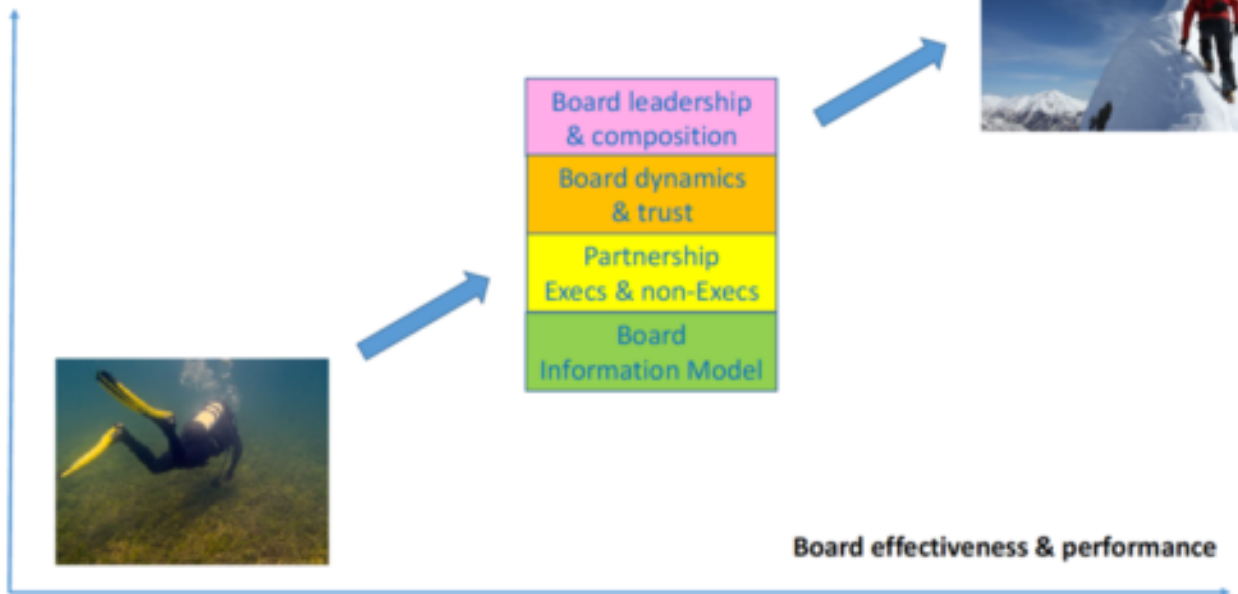 Board leadership
& composition
Board dynamics
& trust
Partnership
Execs & non-Execs
Board
Information Model
Board effectiveness & performance